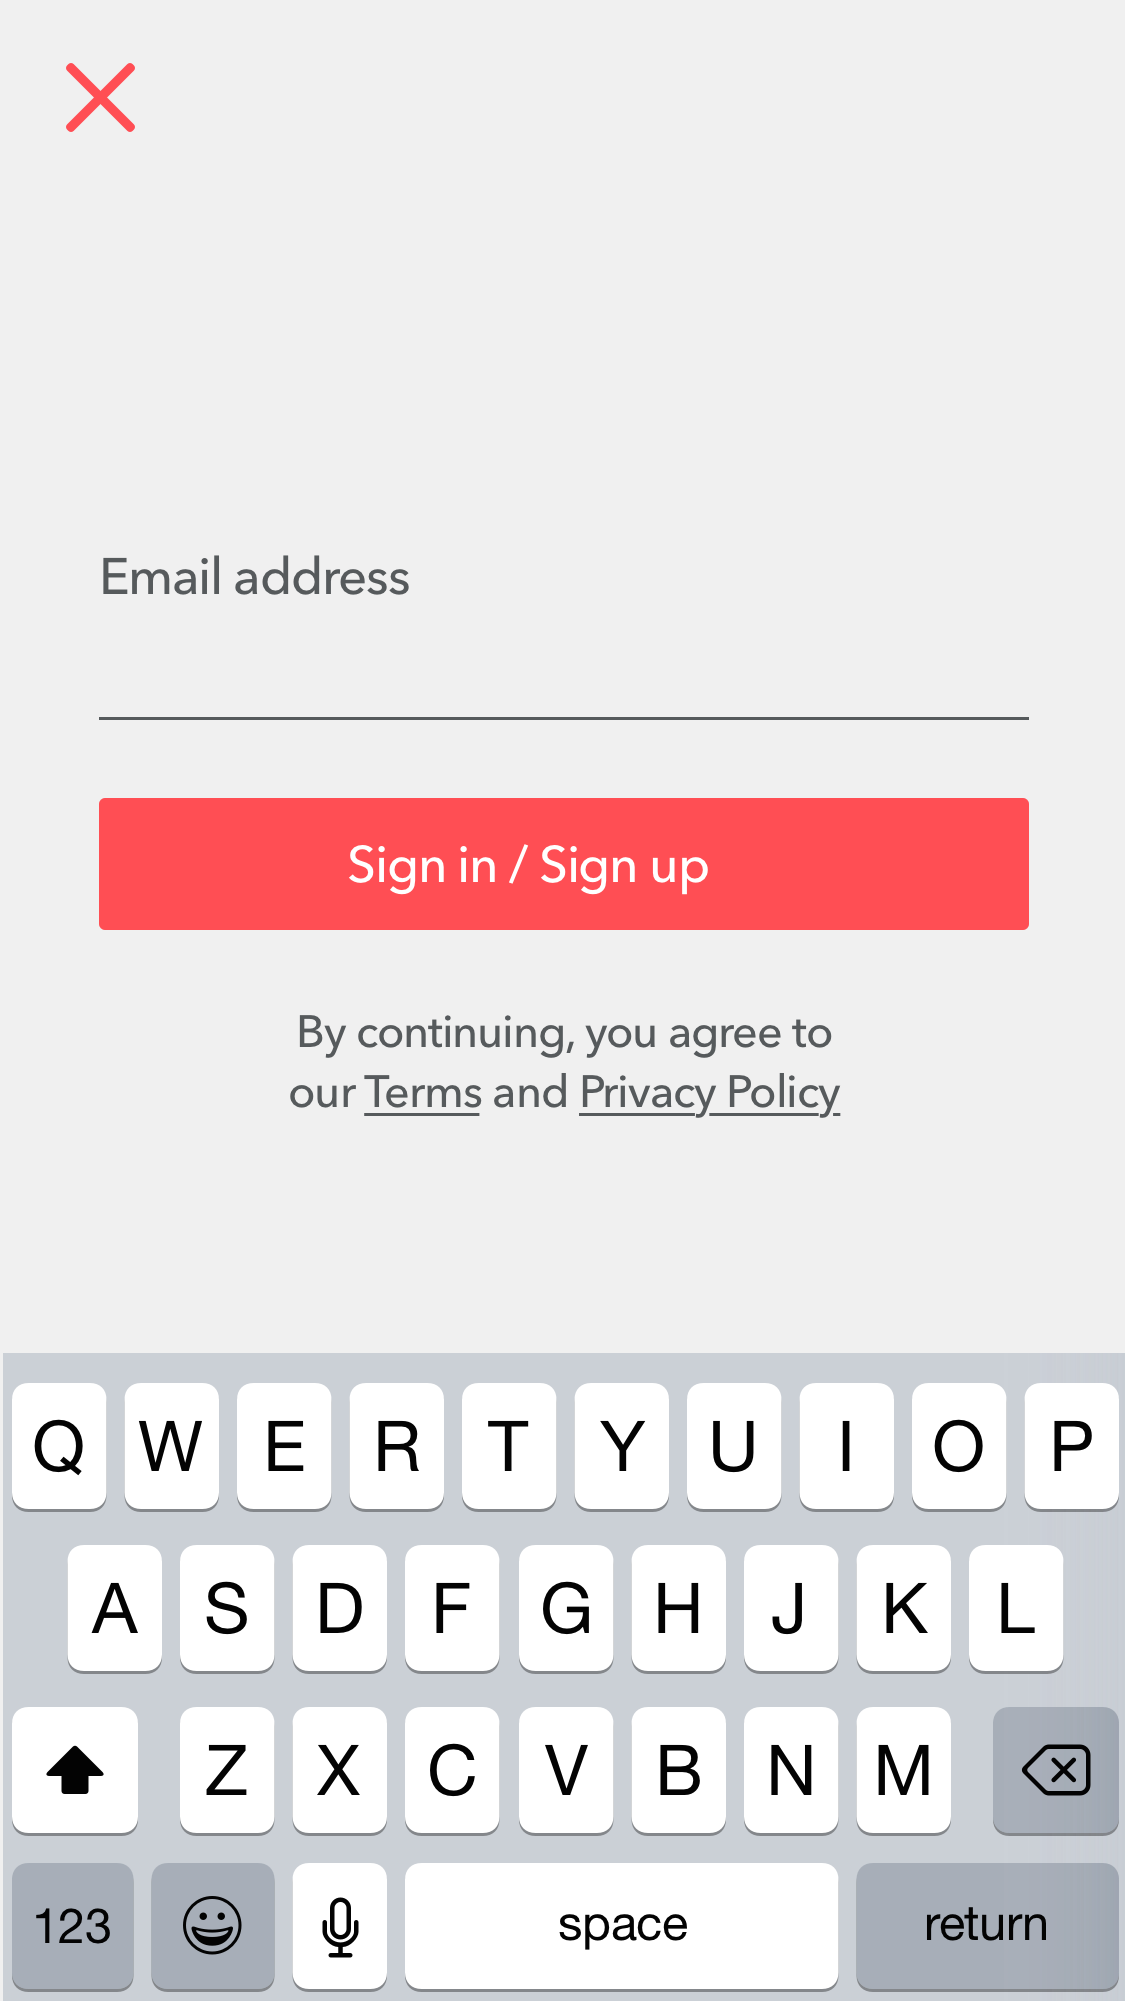 Email address
Sign in / Sign up
By continuing, you agree to
our Terms and Privacy Policy
Q W E R T Y U I O P
A S D F G H J K L
Z X C V B N M
123 space return